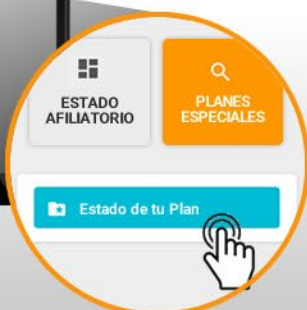 ESTADO
AFILIATORIO
PLANES
ESPECIALES
Estado de tu Plan